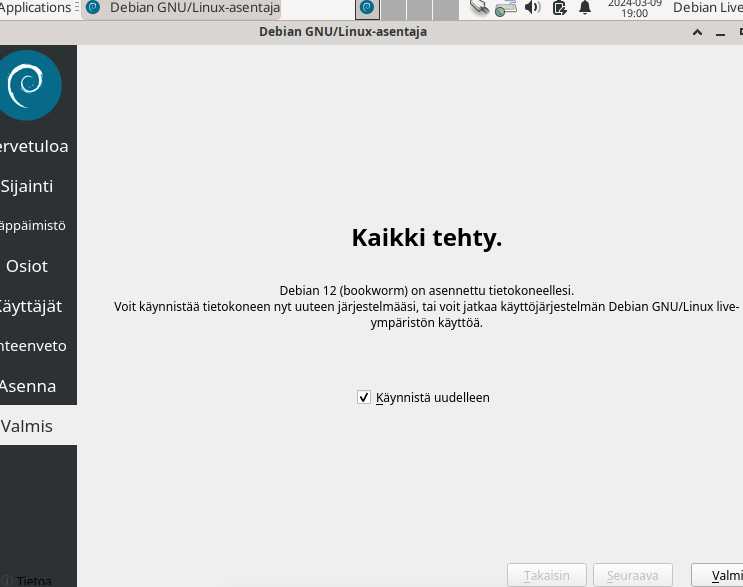 Applications
Debian GNU/Linux-asentaja
2024-03-09
19:00
Debian Live
Debian GNU/Linux-asentaja
ervetuloa
Sijainti
äppäimistö
Osiot
Käyttäjät
hteenveto
Asenna
Valmis
Kaikki tehty.
Debian 12 (bookworm) on asennettu tietokoneellesi.
Voit käynnistää tietokoneen nyt uuteen järjestelmääsi, tai voit jatkaa käyttöjärjestelmän Debian GNU/Linux live-
ympäristön käyttöä.
Käynnistä uudelleen
Tietoa
Takaisin
Seuraava
Valmi